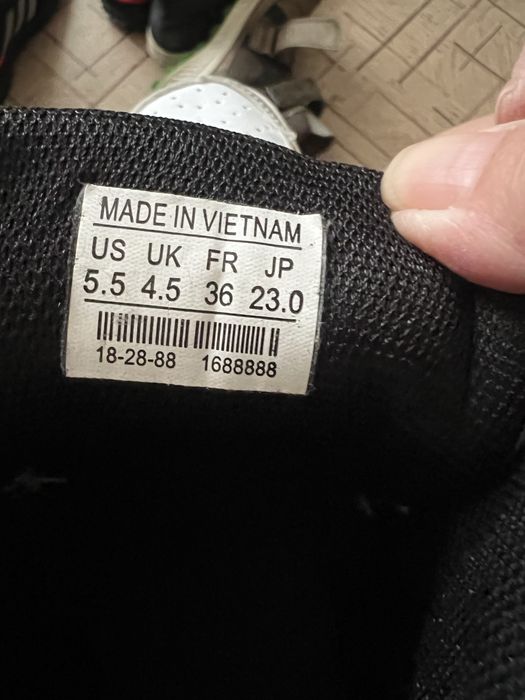 MADE IN VIETNAM
US UK FR JP
5.5 4.5 36 23.0
18-28-88 1688888